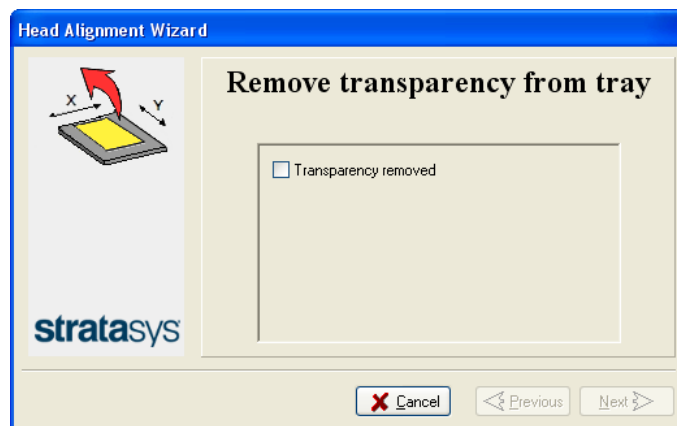 Head Alignment Wizard
X
Y
Remove transparency from tray
Transparency removed
stratasys
Cancel
Previous
Next